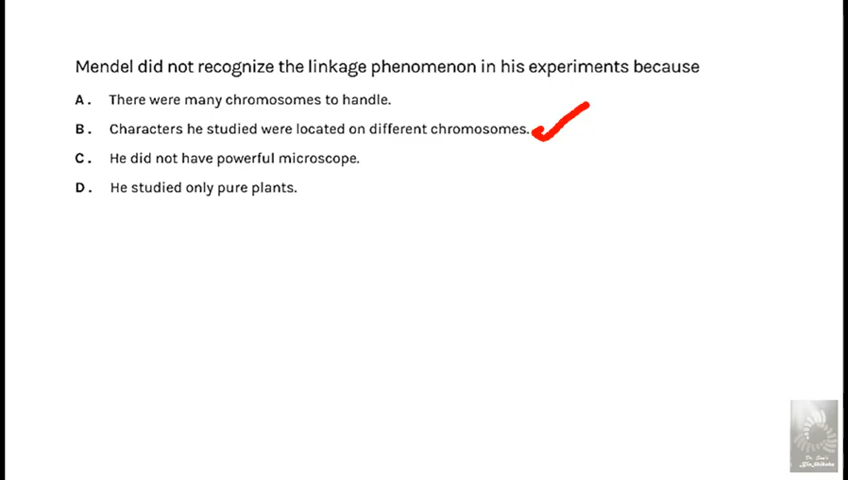 Mendel did not recognize the linkage phenomenon in his experiments because
A. There were many chromosomes to handle.
B. Characters he studied were located on different chromosomes.
C. He did not have powerful microscope.
D. He studied only pure plants.